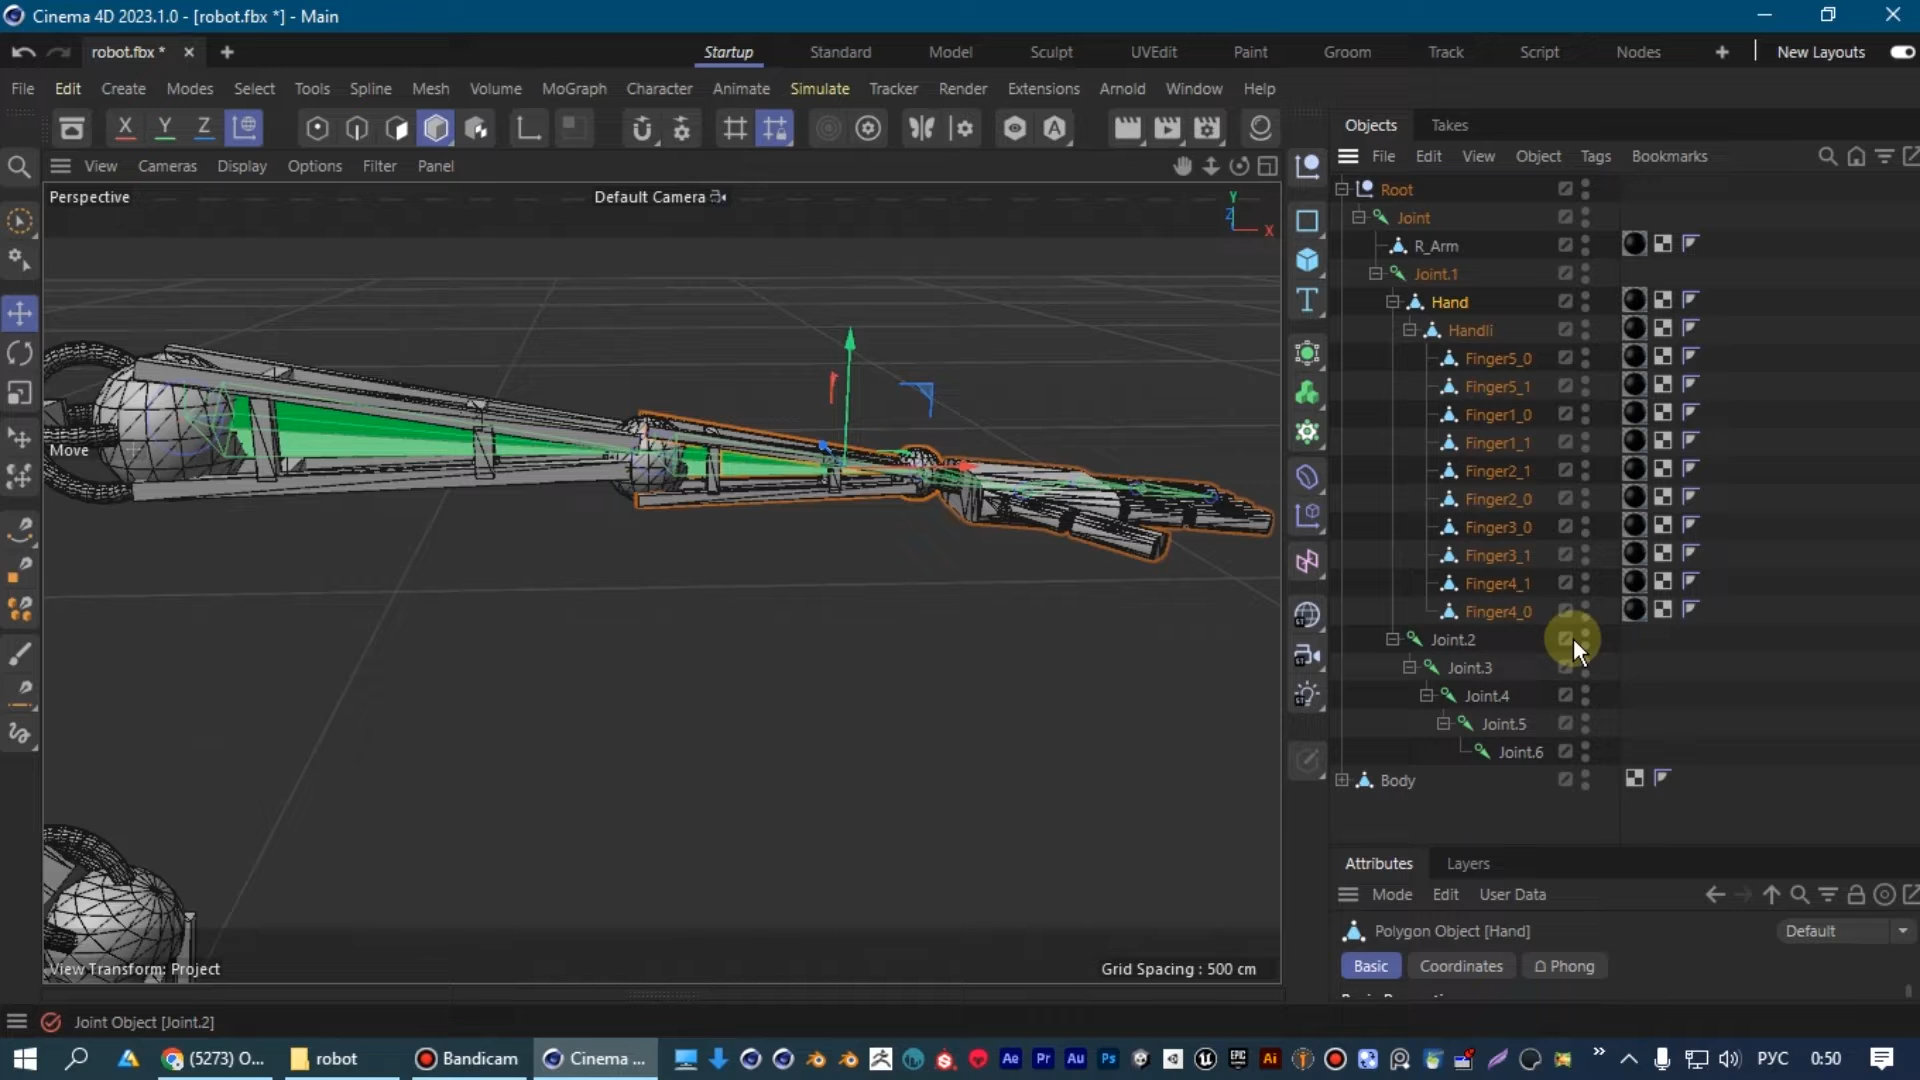 Cinema 4D 2023.1.0 - [robot.fbx *] - Main
robot.fbx *
Startup Standard Model Sculpt UVEdit Paint Groom Track Script Nodes New Layouts
File Edit Create Modes Select Tools Spline Mesh Volume MoGraph Character Animate Simulate Tracker Render Extensions Arnold Window Help
X Y Z
Objects Takes
File Edit View Object Tags Bookmarks
View Cameras Display Options Filter Panel
Perspective
Default Camera
Y
Z
X
Move
View Transform: Project
Grid Spacing : 500 cm
Root
Joint
R_Arm
Joint.1
Hand
Handli
Finger5_0
Finger5_1
Finger1_0
Finger1_1
Finger2_1
Finger2_0
Finger3_0
Finger3_1
Finger4_1
Finger4_0
Joint.2
Joint.3
Joint.4
Joint.5
Joint.6
Body
Attributes Layers
Mode Edit User Data
Polygon Object [Hand]
Default
Basic Coordinates Phong
Joint Object [Joint.2]
(5273) O...
robot
Bandicam
Cinema ...
Ae Pr Au Ps
Ai
РУС
0:50